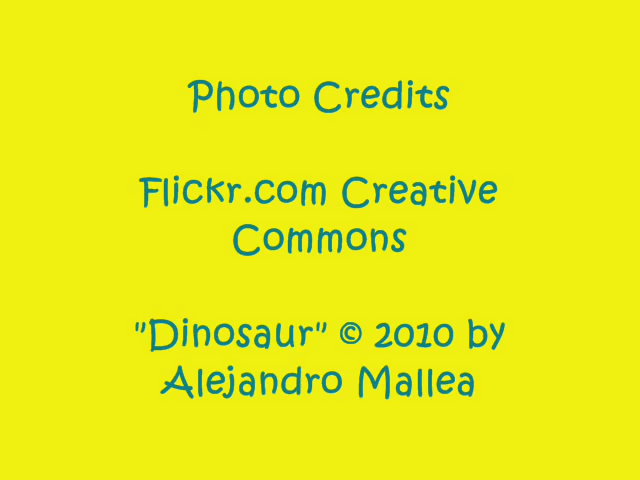 Photo Credits
Flickr.com Creative
Commons
"Dinosaur" © 2010 by
Alejandro Mallea